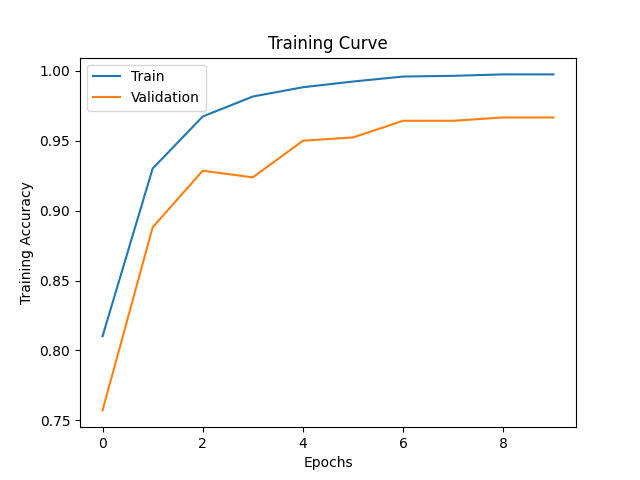 Training Curve
Train
Validation
Training Accuracy
1.00
0.95
0.90
0.85
0.80
0.75
0 2 4 6 8
Epochs